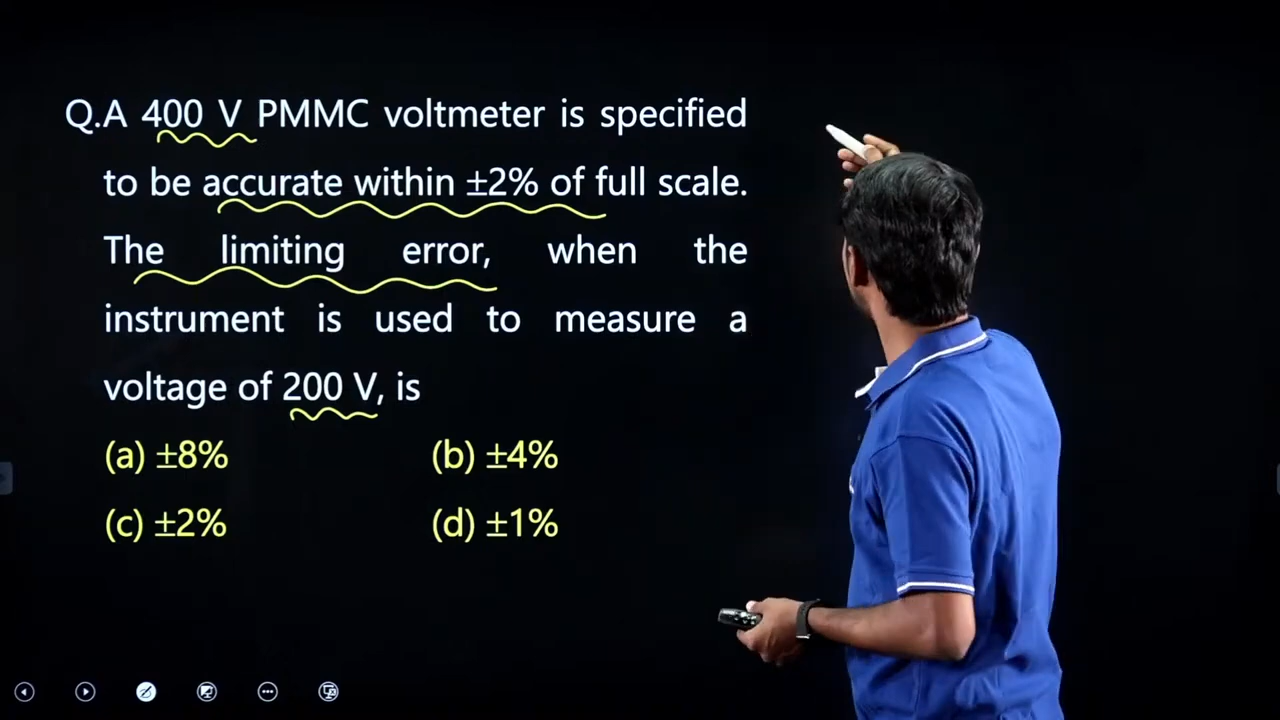 Q.A 400 V PMMC voltmeter is specified
to be accurate within ±2% of full scale.
The limiting error, when the
instrument is used to measure a
voltage of 200 V, is
(a) ±8% (b) ±4%
(c) ±2% (d) ±1%